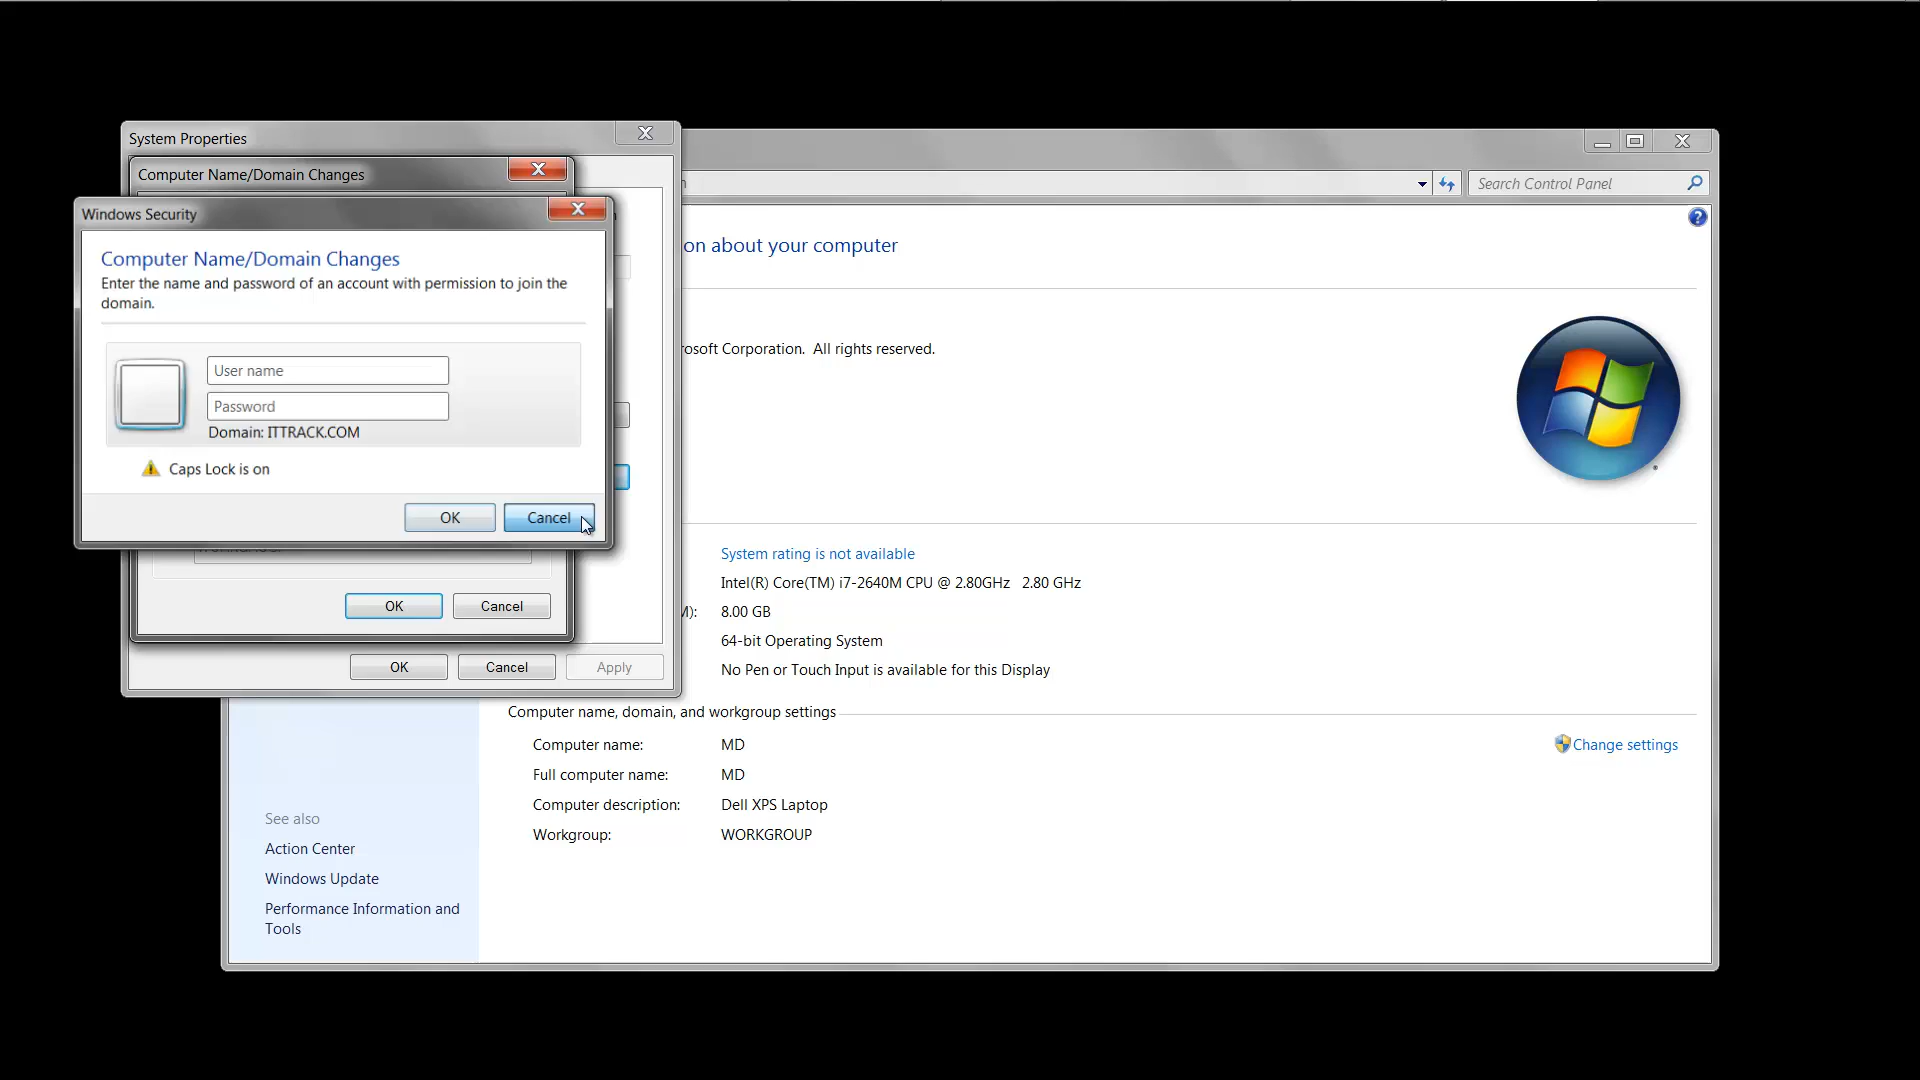 System Properties
Computer Name/Domain Changes
Windows Security
Computer Name/Domain Changes
Enter the name and password of an account with permission to join the
domain.
User name
Password
Domain: ITTRACK.COM
Caps Lock is on
OK Cancel
OK Cancel
OK Cancel Apply
Search Control Panel
on about your computer
rosoft Corporation. All rights reserved.
System rating is not available
Intel(R) Core(TM) i7-2640M CPU @ 2.80GHz 2.80 GHz
M): 8.00 GB
64-bit Operating System
No Pen or Touch Input is available for this Display
Computer name, domain, and workgroup settings
Computer name: MD
Change settings
Full computer name: MD
Computer description: Dell XPS Laptop
Workgroup: WORKGROUP
See also
Action Center
Windows Update
Performance Information and
Tools